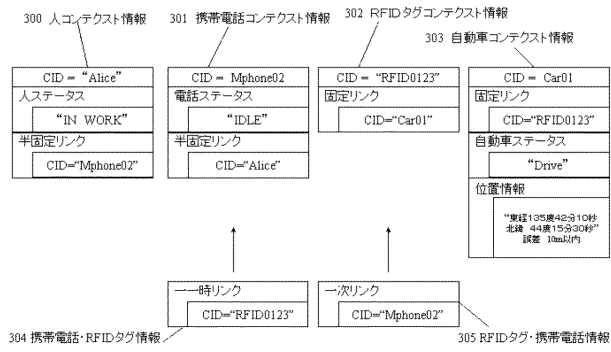 300 人コンテクスト情報
301 携帯電話コンテクスト情報
302 RFIDタグコンテクスト情報
303 自動車コンテクスト情報
CID = “Alice”
人ステータス
“IN WORK”
半固定リンク
CID=“Mphone02”
CID = Mphone02
電話ステータス
“IDLE”
半固定リンク
CID=“Alice”
CID = “RFID0123”
固定リンク
CID=“Car01”
CID = Car01
固定リンク
CID=“RFID0123”
自動車ステータス
“Drive”
位置情報
“東経135度42分10秒
北緯 44度15分30秒”
誤差 10m以内
一一時リンク
CID=“RFID0123”
304 携帯電話・RFIDタグ情報
一次リンク
CID=“Mphone02”
305 RFIDタグ・携帯電話情報